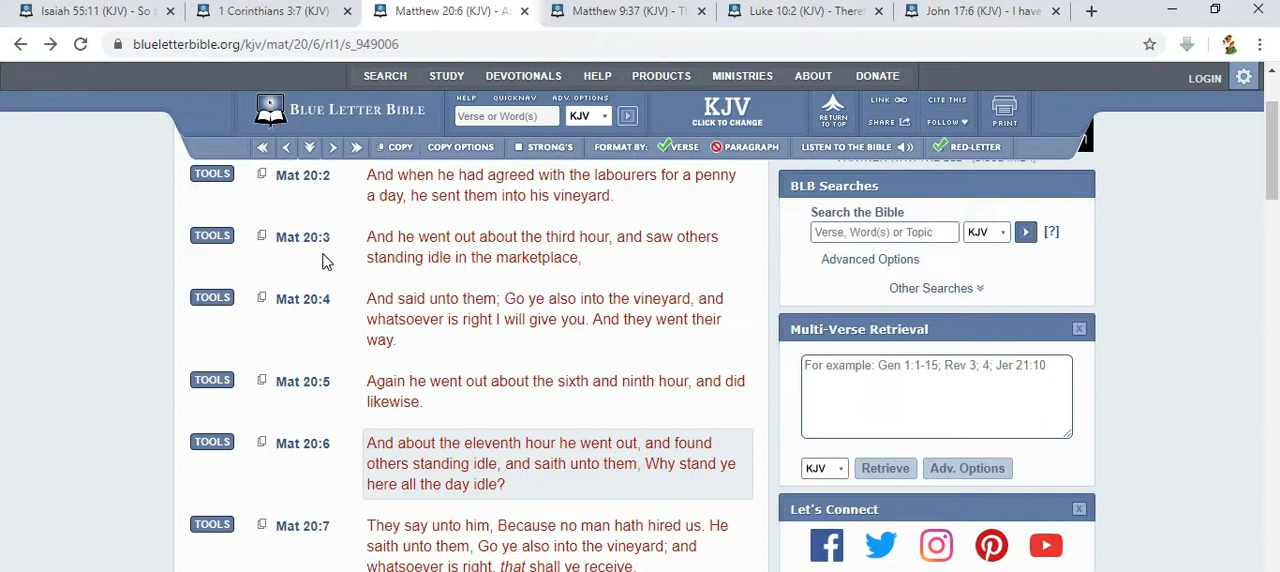 Isaiah 55:11 (KJV) - So s
1 Corinthians 3:7 (KJV)
Matthew 20:6 (KJV) - A
Matthew 9:37 (KJV) - T
Luke 10:2 (KJV) - There
John 17:6 (KJV) - I have
blueletterbible.org/kjv/mat/20/6/rl1/s_949006
SEARCH STUDY DEVOTIONALS HELP PRODUCTS MINISTRIES ABOUT DONATE
LOGIN
BLUE LETTER BIBLE
HELP QUICKNAV ADV. OPTIONS
Verse or Word(s) KJV
KJV
CLICK TO CHANGE
RETURN
TO TOP
LINK CITE THIS
SHARE FOLLOW
PRINT
COPY COPY OPTIONS STRONG'S FORMAT BY: VERSE PARAGRAPH LISTEN TO THE BIBLE RED-LETTER
TOOLS Mat 20:2 And when he had agreed with the labourers for a penny
a day, he sent them into his vineyard.
TOOLS Mat 20:3 And he went out about the third hour, and saw others
standing idle in the marketplace,
TOOLS Mat 20:4 And said unto them; Go ye also into the vineyard, and
whatsoever is right I will give you. And they went their
way.
TOOLS Mat 20:5 Again he went out about the sixth and ninth hour, and did
likewise.
TOOLS Mat 20:6 And about the eleventh hour he went out, and found
others standing idle, and saith unto them, Why stand ye
here all the day idle?
TOOLS Mat 20:7 They say unto him, Because no man hath hired us. He
saith unto them, Go ye also into the vineyard; and
whatsoever is right, that shall ye receive.
BLB Searches
Search the Bible
Verse, Word(s) or Topic KJV [?]
Advanced Options
Other Searches
Multi-Verse Retrieval
For example: Gen 1:1-15; Rev 3; 4; Jer 21:10
KJV Retrieve Adv. Options
Let's Connect